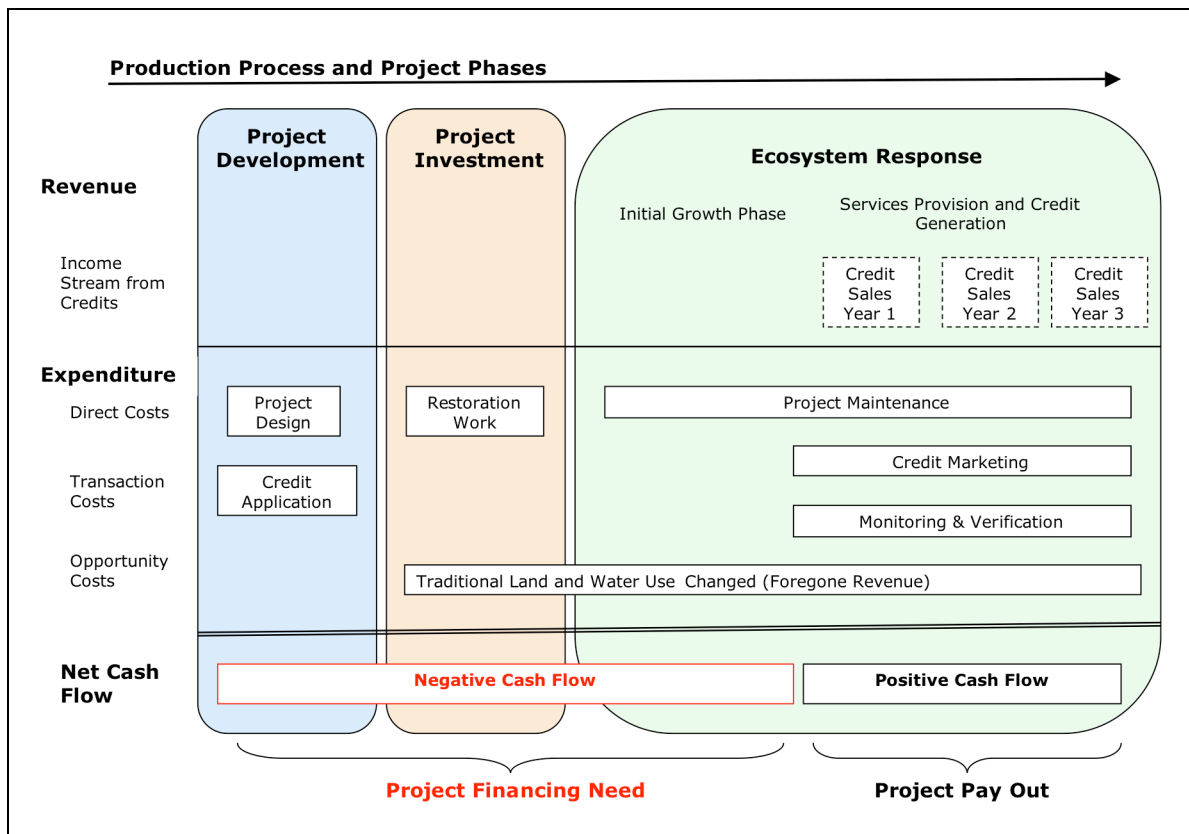 Production Process and Project Phases
Project
Development
Project
Investment
Ecosystem Response
Revenue
Initial Growth Phase
Services Provision and Credit
Generation
Income
Stream from
Credits
Credit
Sales
Year 1
Credit
Sales
Year 2
Credit
Sales
Year 3
Expenditure
Direct Costs
Project
Design
Restoration
Work
Project Maintenance
Credit Marketing
Transaction
Costs
Credit
Application
Monitoring & Verification
Opportunity
Costs
Traditional Land and Water Use Changed (Foregone Revenue)
Net Cash
Flow
Negative Cash Flow
Positive Cash Flow
Project Financing Need
Project Pay Out